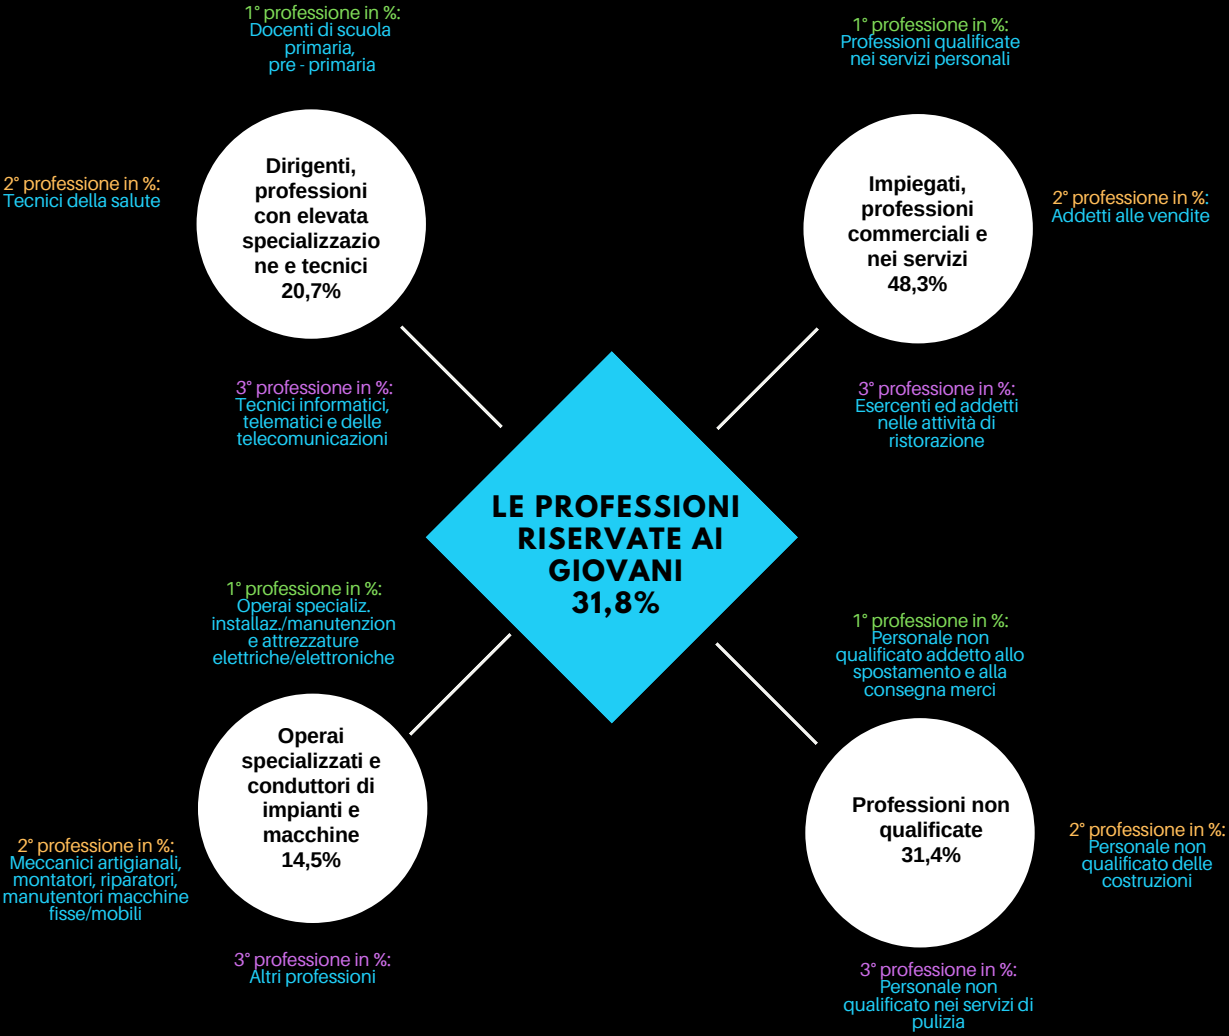 1° professione in %:
Docenti di scuola
primaria,
pre - primaria
2° professione in %:
Tecnici della salute
Dirigenti,
professioni
con elevata
specializzazio
ne e tecnici
20,7%
3° professione in %:
Tecnici informatici,
telematici e delle
telecomunicazioni
1° professione in %:
Professioni qualificate
nei servizi personali
Impiegati,
professioni
commerciali e
nei servizi
48,3%
2° professione in %:
Addetti alle vendite
3° professione in %:
Esercenti ed addetti
nelle attività di
ristorazione
LE PROFESSIONI
RISERVATE AI
GIOVANI
31,8%
1° professione in %:
Operai specializ.
installaz./manutenzion
e attrezzature
elettriche/elettroniche
Operai
specializzati e
conduttori di
impianti e
macchine
14,5%
2° professione in %:
Meccanici artigianali,
montatori, riparatori,
manutentori macchine
fisse/mobili
3° professione in %:
Altri professioni
1° professione in %:
Personale non
qualificato addetto allo
spostamento e alla
consegna merci
Professioni non
qualificate
31,4%
2° professione in %:
Personale non
qualificato delle
costruzioni
3° professione in %:
Personale non
qualificato nei servizi di
pulizia